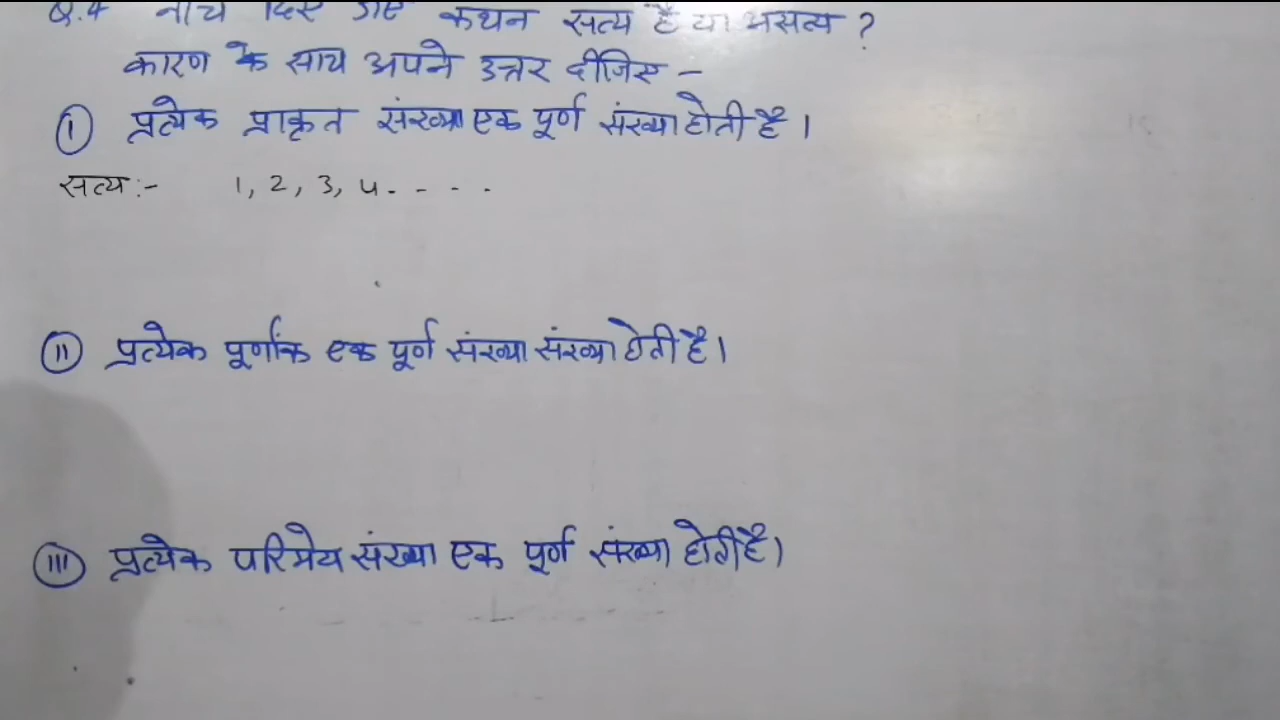 Q.4 नीचे दिए गए कथन सत्य है या असत्य ?
कारण के साथ अपने उत्तर दीजिए -
(I) प्रत्येक प्राकृत संख्या एक पूर्ण संख्या होती है।
सत्य :- 1, 2, 3, 4 - - - -
(II) प्रत्येक पूर्णांक एक पूर्ण संख्या संख्या होती है।
(III) प्रत्येक परिमेय संख्या एक पूर्ण संख्या होती है।